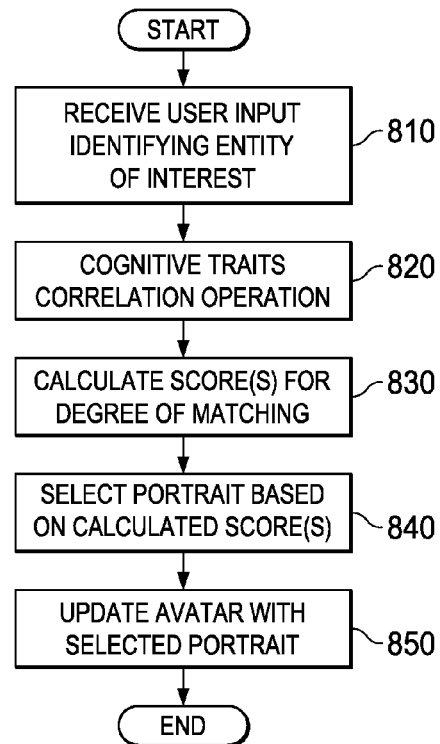 START
RECEIVE USER INPUT
IDENTIFYING ENTITY
OF INTEREST
810
COGNITIVE TRAITS
CORRELATION OPERATION
820
CALCULATE SCORE(S) FOR
DEGREE OF MATCHING
830
SELECT PORTRAIT BASED
ON CALCULATED SCORE(S)
840
UPDATE AVATAR WITH
SELECTED PORTRAIT
850
END